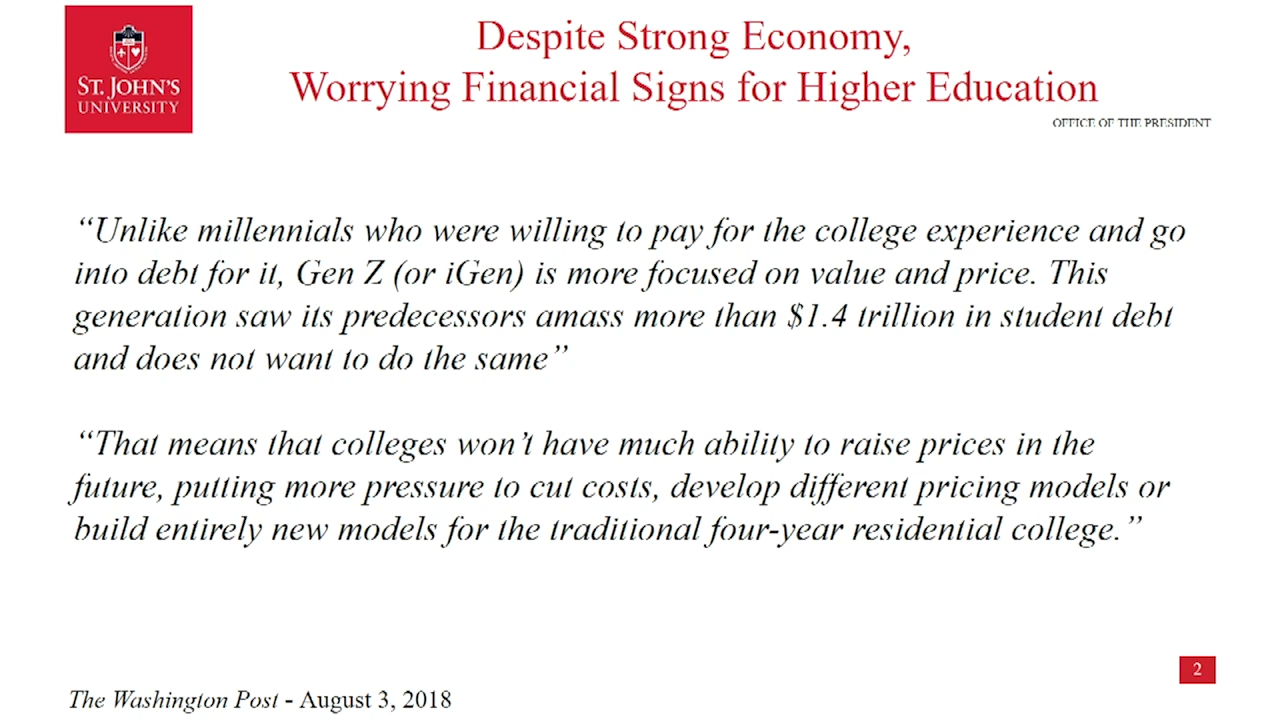 ST. JOHN'S
UNIVERSITY
Despite Strong Economy,
Worrying Financial Signs for Higher Education
OFFICE OF THE PRESIDENT
“Unlike millennials who were willing to pay for the college experience and go
into debt for it, Gen Z (or iGen) is more focused on value and price. This
generation saw its predecessors amass more than $1.4 trillion in student debt
and does not want to do the same”
“That means that colleges won’t have much ability to raise prices in the
future, putting more pressure to cut costs, develop different pricing models or
build entirely new models for the traditional four-year residential college.”
2
The Washington Post - August 3, 2018